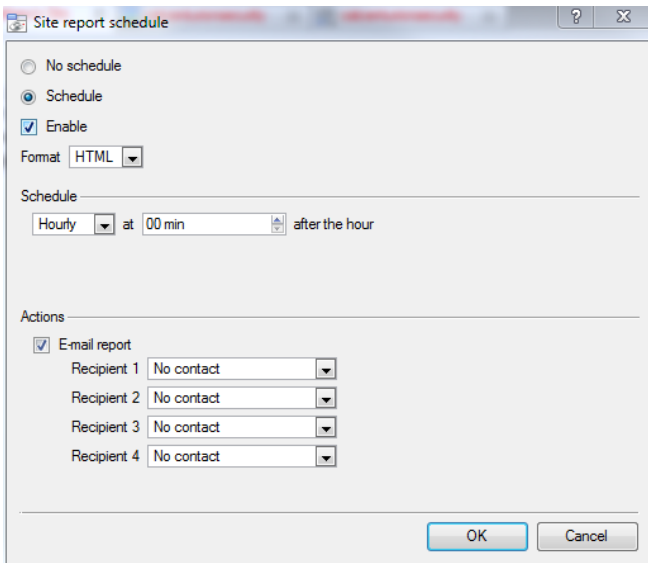 Site report schedule
No schedule
Schedule
Enable
Format HTML
Schedule
Hourly at 00 min after the hour
Actions
E-mail report
Recipient 1 No contact
Recipient 2 No contact
Recipient 3 No contact
Recipient 4 No contact
OK Cancel